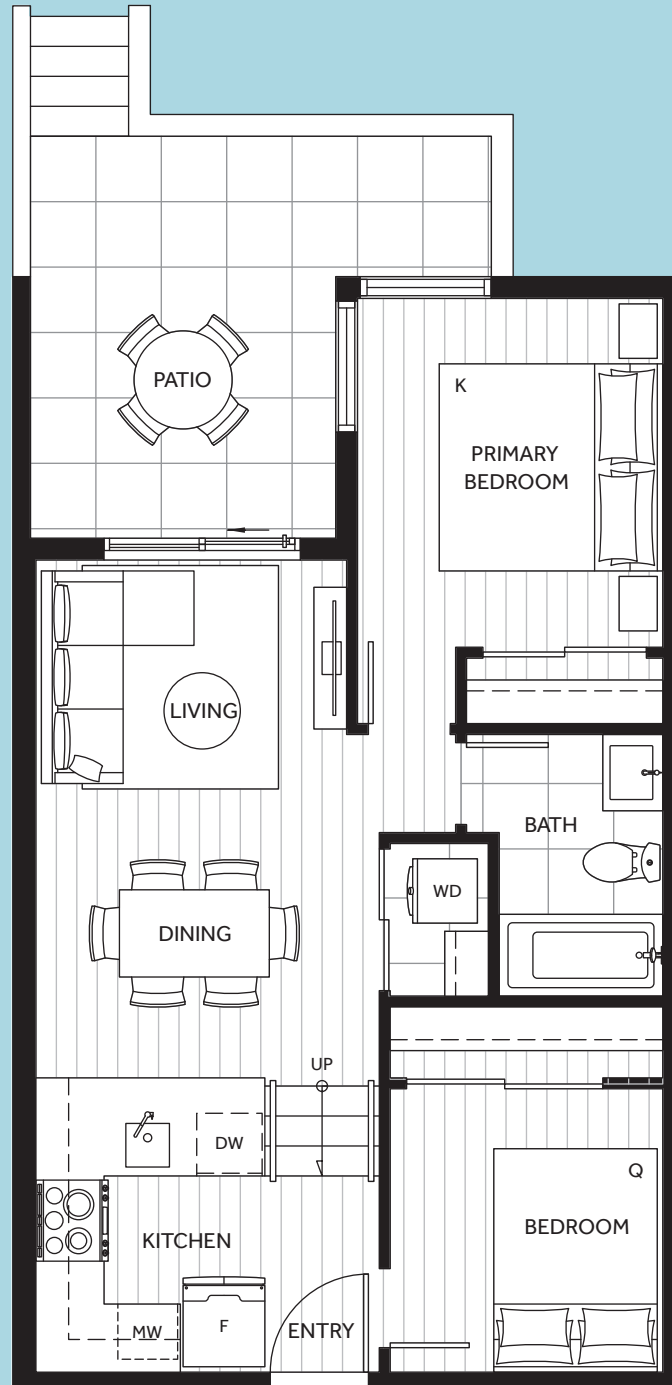 PATIO
K
PRIMARY
BEDROOM
LIVING
BATH
WD
DINING
UP
DW
Q
BEDROOM
KITCHEN
MW
F
ENTRY